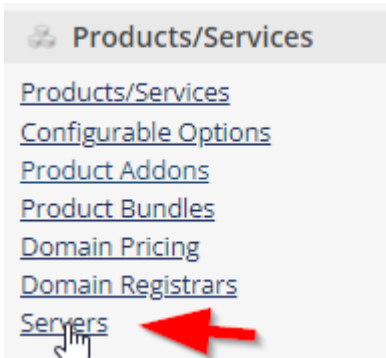 Products/Services
Products/Services
Configurable Options
Product Addons
Product Bundles
Domain Pricing
Domain Registrars
Servers